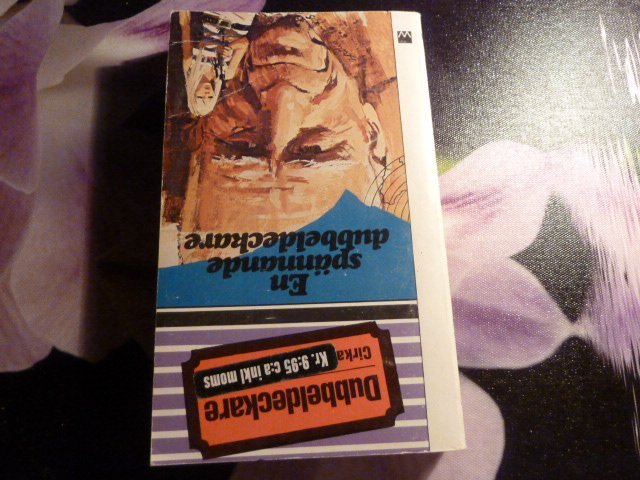 Dubbeldeckare
Cirka
Kr. 9:95 c:a inkl moms
En
spännande
dubbeldeckare